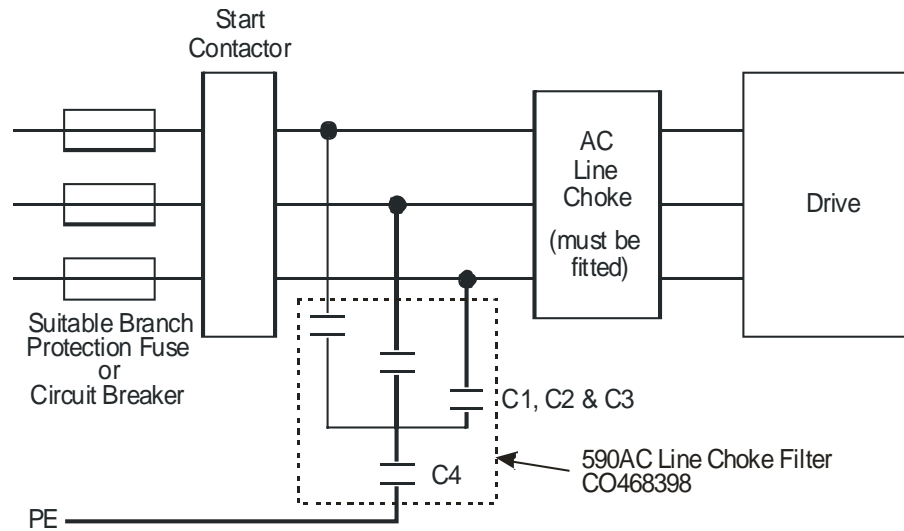 Start
Contactor
AC
Line
Choke
(must be
fitted)
Drive
Suitable Branch
Protection Fuse
or
Circuit Breaker
C1, C2 & C3
C4
590AC Line Choke Filter
CO468398
PE